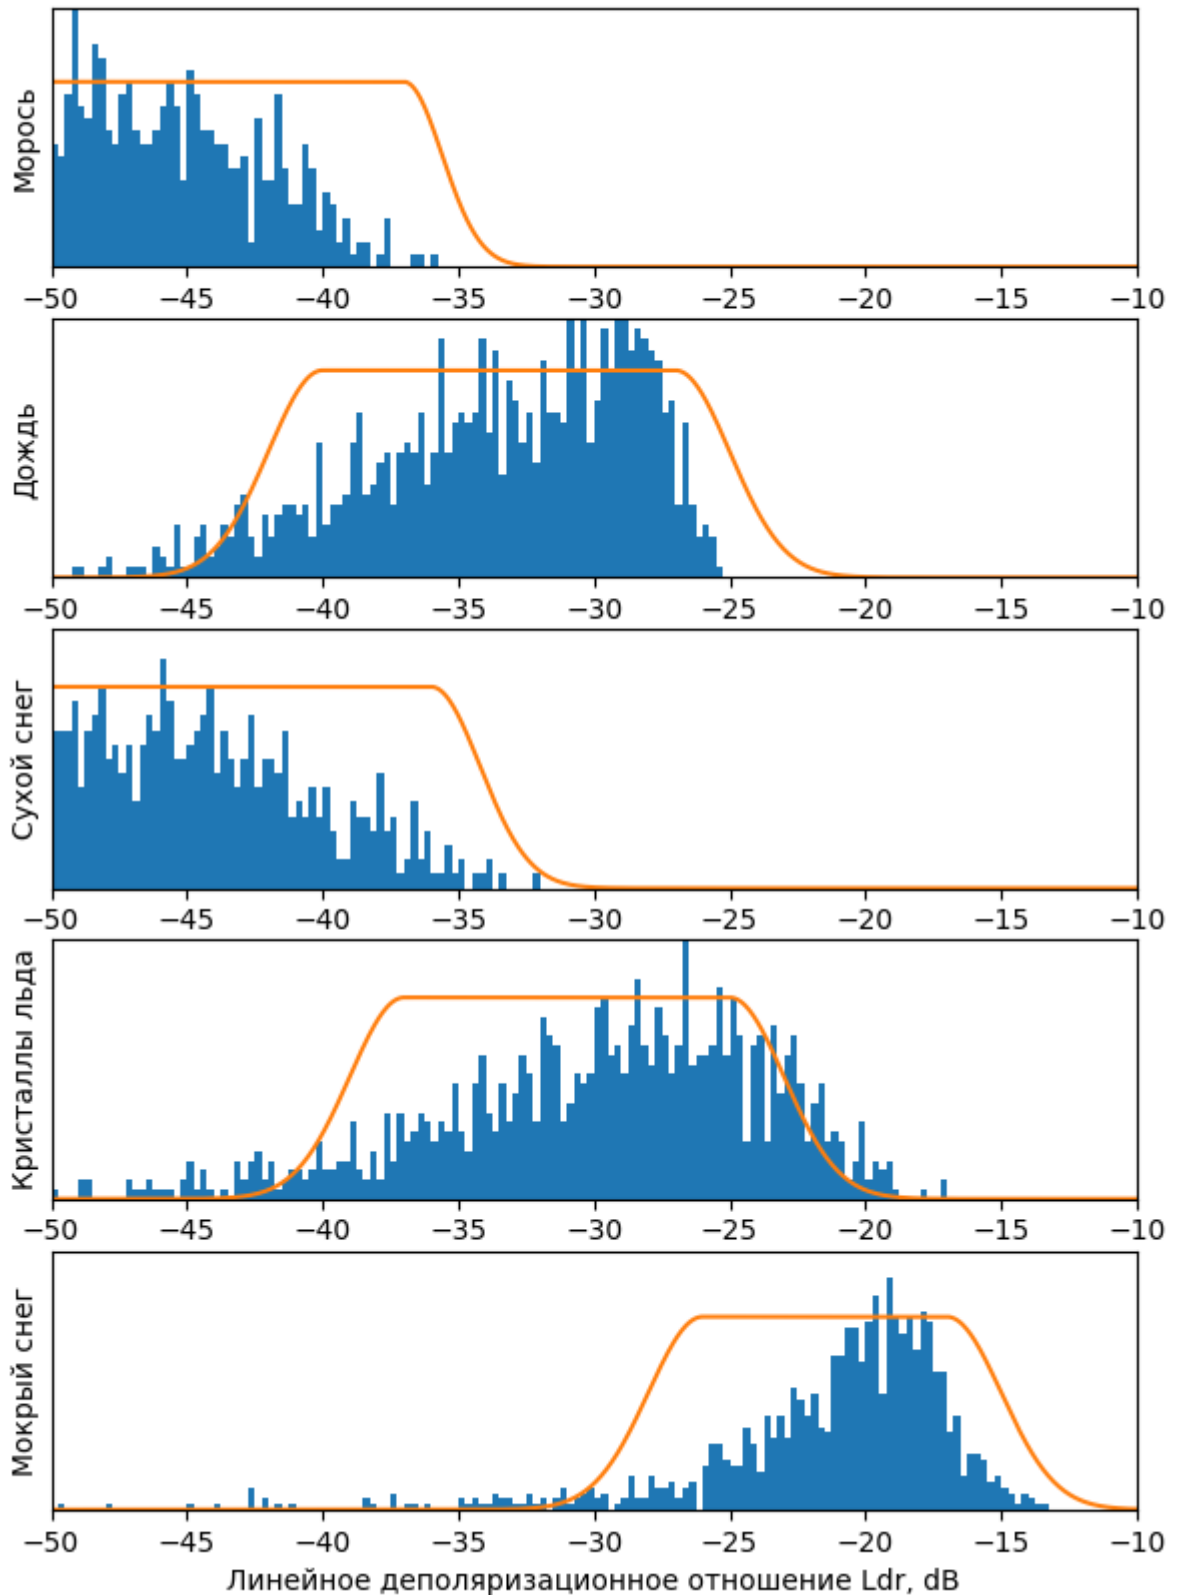 Морось
−50 −45 −40 −35 −30 −25 −20 −15 −10
Дождь
−50 −45 −40 −35 −30 −25 −20 −15 −10
Сухой снег
−50 −45 −40 −35 −30 −25 −20 −15 −10
Кристаллы льда
−50 −45 −40 −35 −30 −25 −20 −15 −10
Мокрый снег
−50 −45 −40 −35 −30 −25 −20 −15 −10
Линейное деполяризационное отношение Ldr, dB